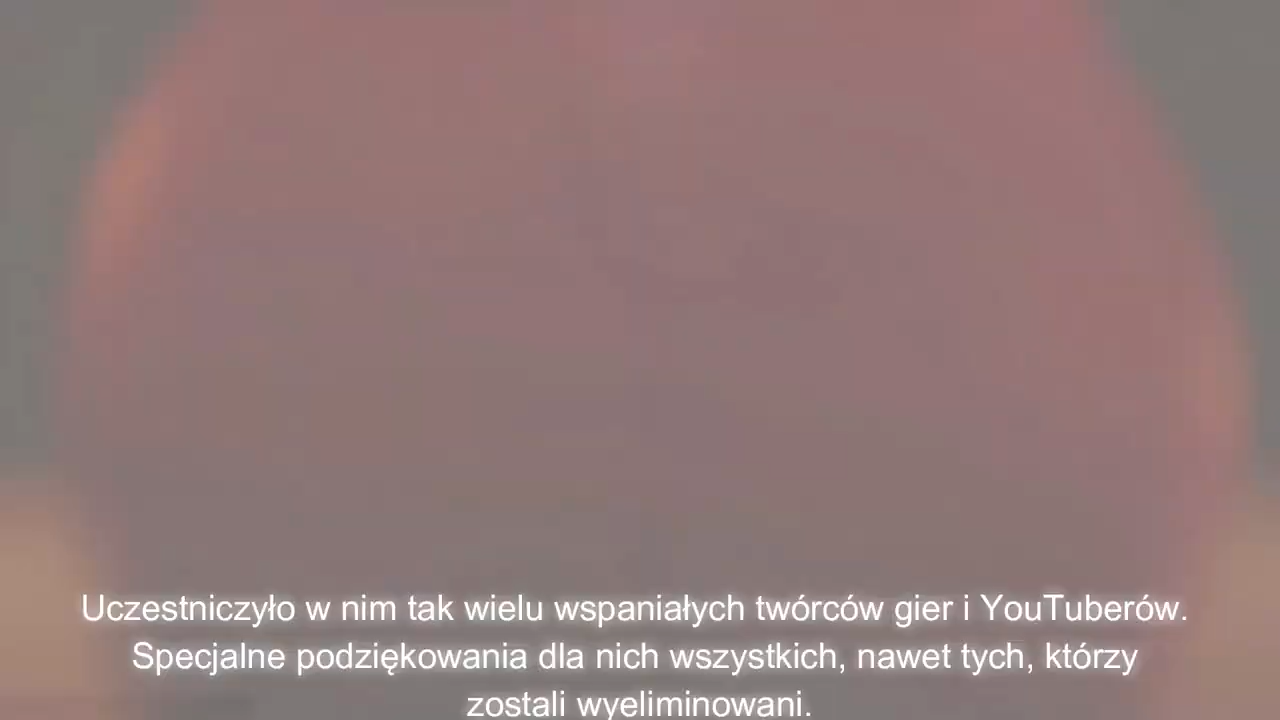 Uczestniczyło w nim tak wielu wspaniałych twórców gier i YouTuberów.
Specjalne podziękowania dla nich wszystkich, nawet tych, którzy
zostali wyeliminowani.